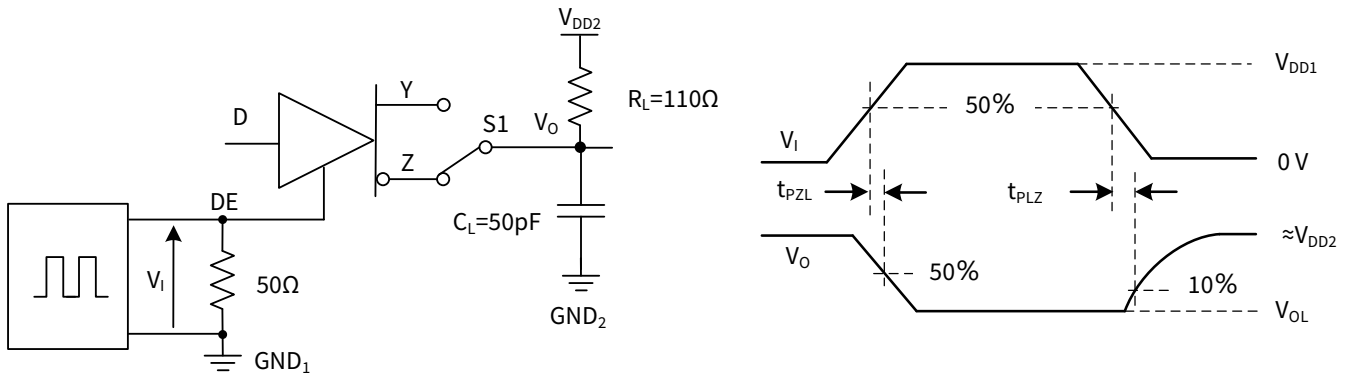 V_DD2
Y
D
S1
V_O
R_L=110Ω
Z
DE
C_L=50pF
V_I
50Ω
GND_2
GND_1
V_DD1
50%
V_I
0 V
t_PZL
t_PLZ
≈V_DD2
V_O
50%
10%
V_OL